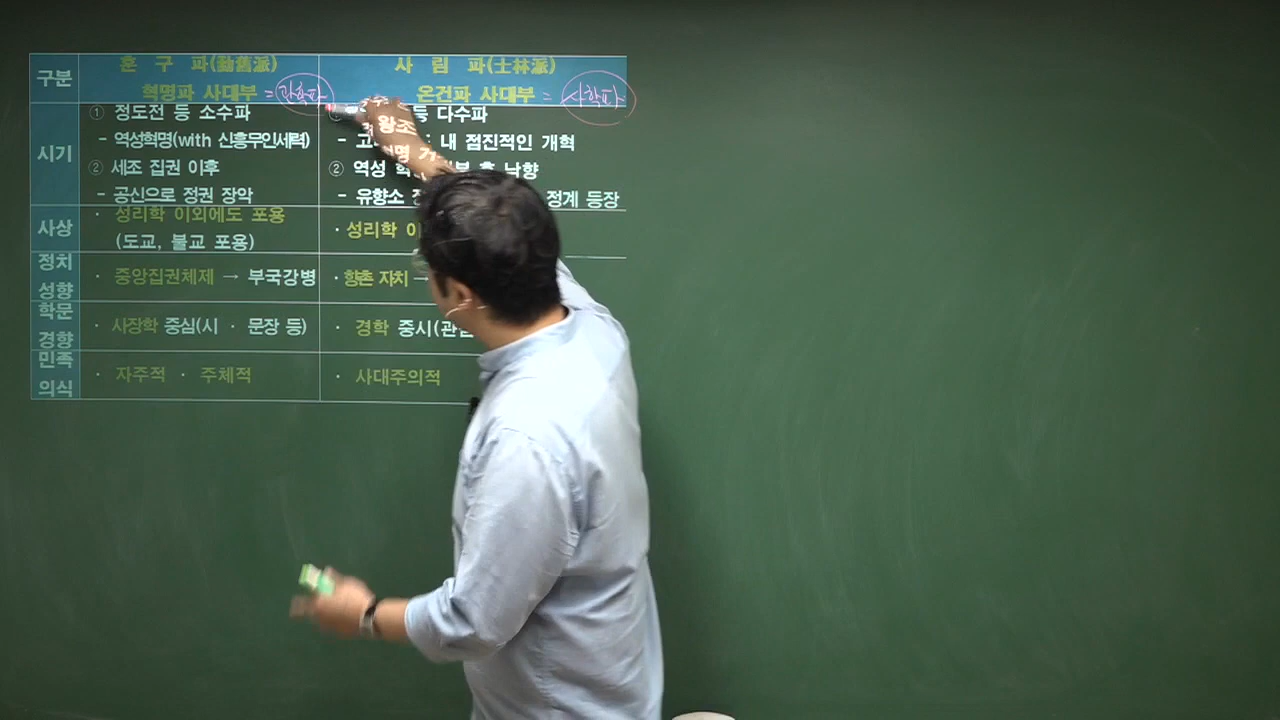 구분
훈 구 파(勳舊派)
혁명파 사대부 = 관학파
사 림 파(士林派)
온건파 사대부 = 사학파
시기
① 정도전 등 소수파
- 역성혁명(with 신흥무인세력)
② 세조 집권 이후
- 공신으로 정권 장악
등 다수파
왕조 내 점진적인 개혁
② 역성
- 유향소 정계 등장
사상
· 성리학 이외에도 포용
(도교, 불교 포용)
· 성리학
정치
성향
· 중앙집권체제 → 부국강병
· 향촌 자치 →
학문
경향
· 사장학 중심(시 · 문장 등)
· 경학 중시
민족
의식
· 자주적 · 주체적
· 사대주의적